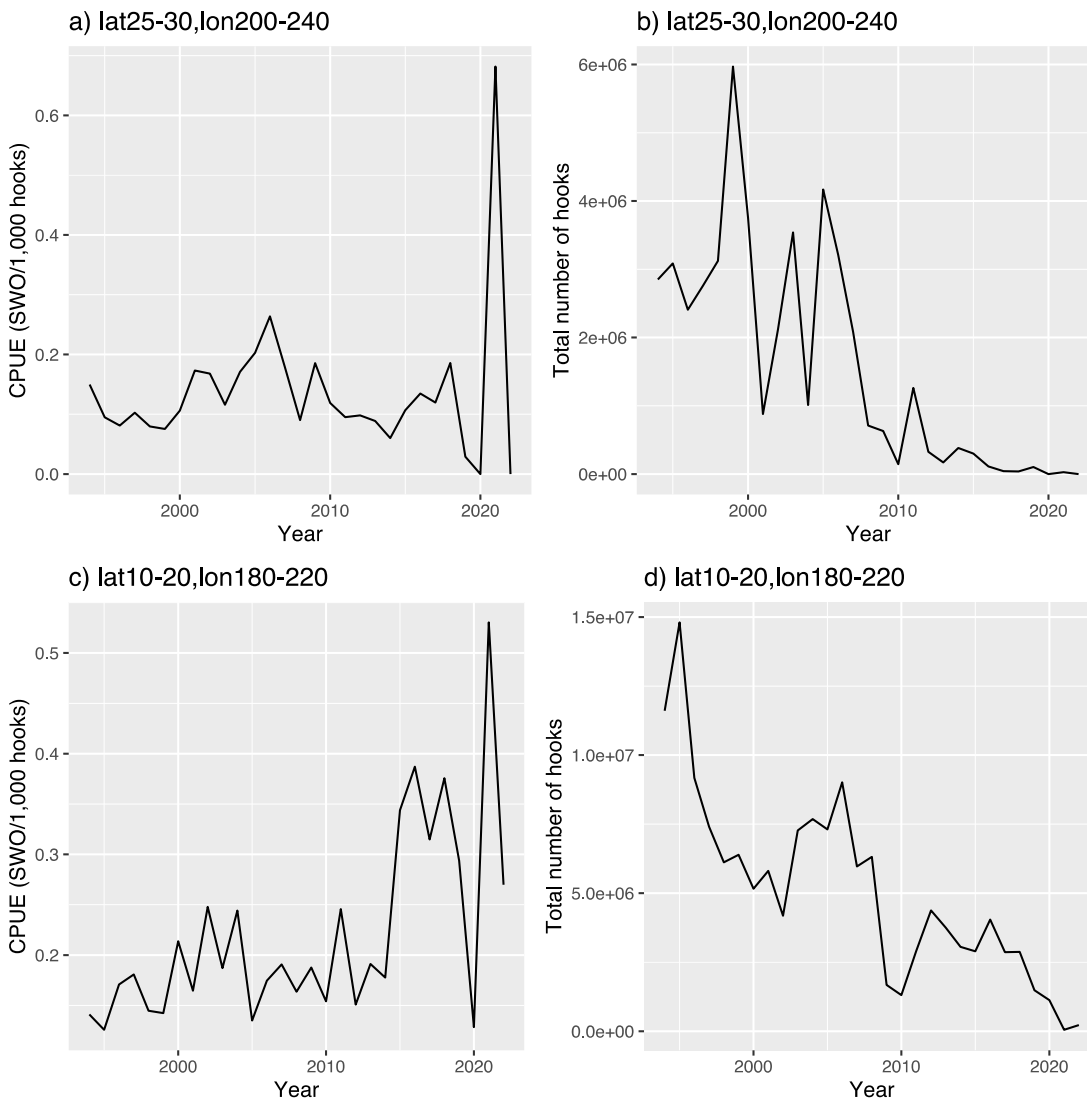 a) lat25-30,lon200-240
CPUE (SWO/1,000 hooks)
0.6
0.4
0.2
0.0
2000
2010
2020
Year
b) lat25-30,lon200-240
Total number of hooks
6e+06
4e+06
2e+06
0e+00
2000
2010
2020
Year
c) lat10-20,lon180-220
CPUE (SWO/1,000 hooks)
0.5
0.4
0.3
0.2
2000
2010
2020
Year
d) lat10-20,lon180-220
Total number of hooks
1.5e+07
1.0e+07
5.0e+06
0.0e+00
2000
2010
2020
Year